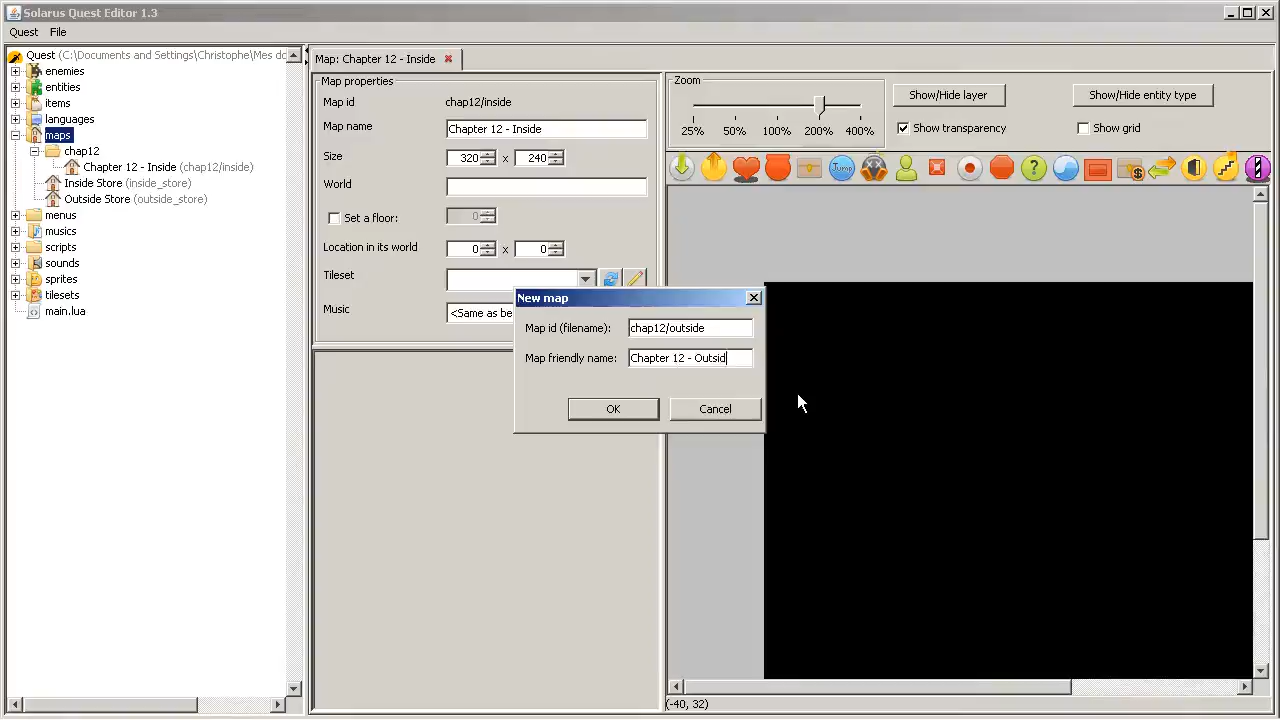 Solarus Quest Editor 1.3
Quest File
Quest (C:\Documents and Settings\Christophe\Mes dc
enemies
entities
items
languages
maps
chap12
Chapter 12 - Inside (chap12/inside)
Inside Store (inside_store)
Outside Store (outside_store)
menus
musics
scripts
sounds
sprites
tilesets
main.lua
Map: Chapter 12 - Inside
Map properties
Map id chap12/inside
Map name Chapter 12 - Inside
Size 320 x 240
World
Set a floor: 0
Location in its world 0 x 0
Tileset
Music <Same as be
Zoom
25% 200% 400%
Show/Hide layer
Show/Hide entity type
Show transparency
Show grid
Jump
?
$
New map
Map id (filename): chap12/outside
Map friendly name: Chapter 12 - Outsid
OK Cancel
(-40, 32)